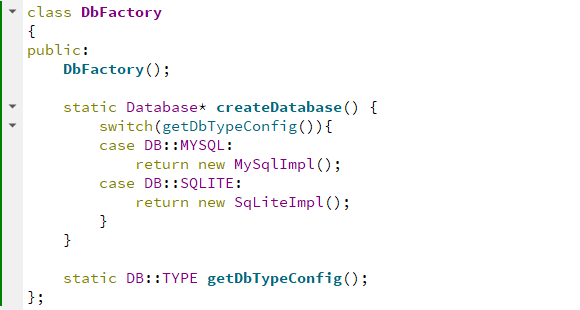 class DbFactory
{
public:
    DbFactory();

    static Database* createDatabase() {
        switch(getDbTypeConfig()){
        case DB::MYSQL:
            return new MySqlImpl();
        case DB::SQLITE:
            return new SqLiteImpl();
        }
    }

    static DB::TYPE getDbTypeConfig();
};